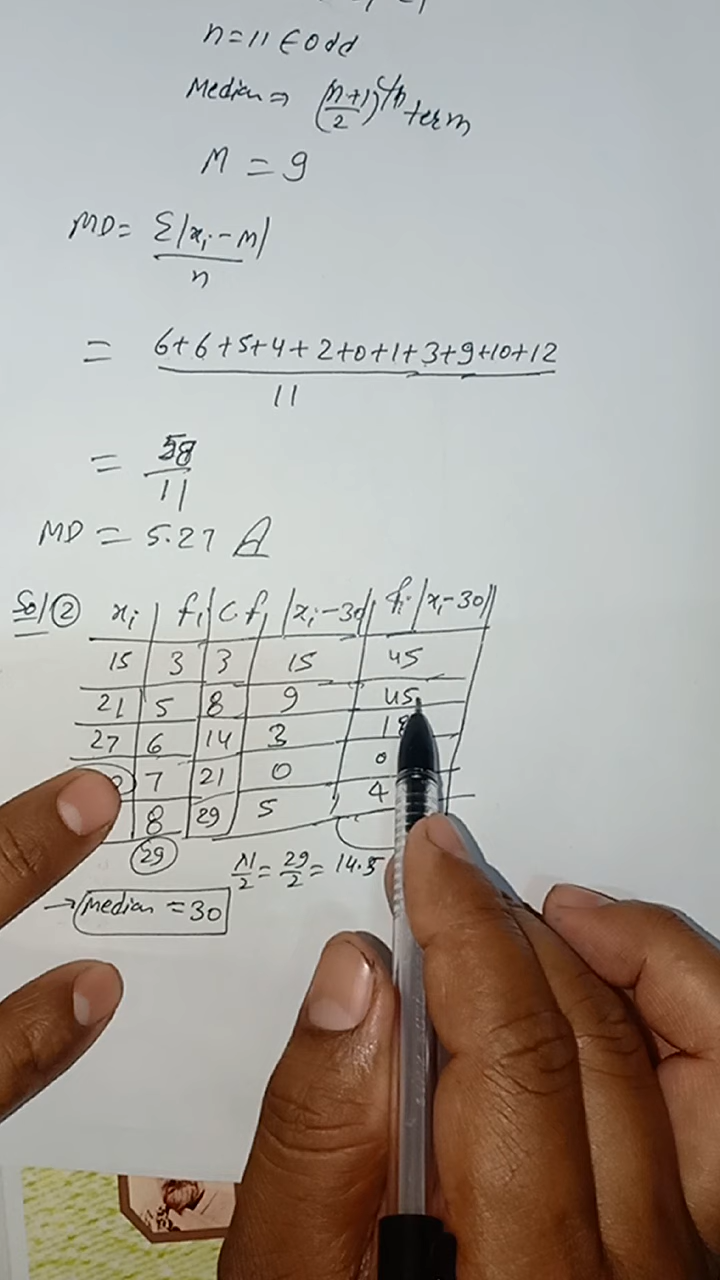 n=11 ∈ odd
Median ⇒ (n+1/2)th term
M = 9
MD = Σ|xᵢ - M| / n
= 6+6+5+4+2+0+1+3+9+10+12 / 11
= 58 / 11
MD = 5.27 A
Sol ② xᵢ | fᵢ | C.f, |xᵢ-30| fᵢ|xᵢ-30|
15 3 3 15 45
21 5 8 9 45
27 6 14 3
7 21 0 0
8 29 5 4
29 N/2 = 29/2 = 14.5
→ Median = 30